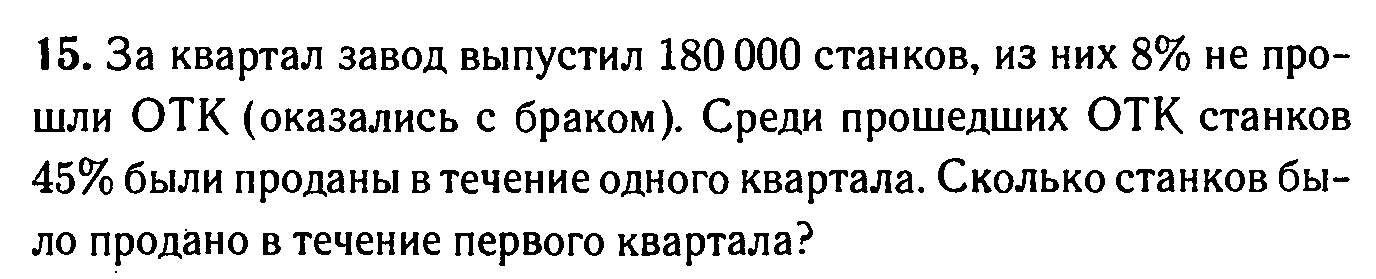 15. За квартал завод выпустил 180 000 станков, из них 8% не про-
шли ОТК (оказались с браком). Среди прошедших ОТК станков
45% были проданы в течение одного квартала. Сколько станков бы-
ло продано в течение первого квартала?